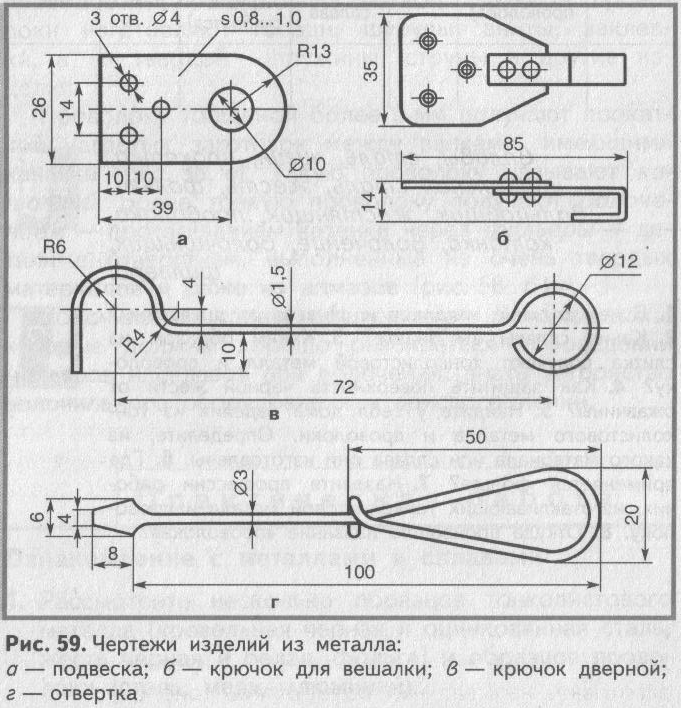 3 отв. Ø4
s 0,8...1,0
R13
26
14
10
10
39
Ø10
а
35
85
14
б
R6
R4
4
Ø1,5
10
Ø12
72
в
50
6
4
8
Ø3
20
100
г
Рис. 59. Чертежи изделий из металла:
а — подвеска; б — крючок для вешалки; в — крючок дверной;
г — отвертка